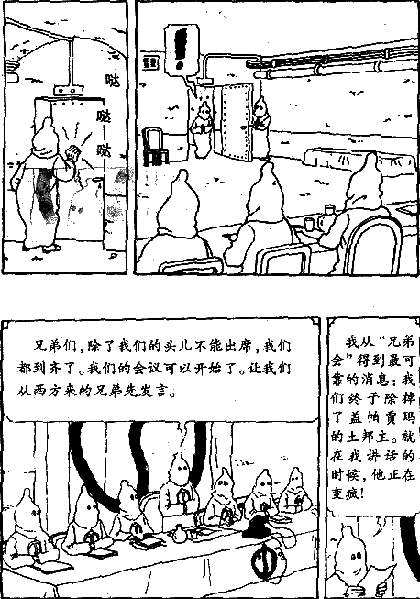 哒
哒
哒
!
兄弟们，除了我们的头儿不能出席，我们
都到齐了。我们的会议可以开始了。让我们
从西方来的兄弟先发言。
我从“兄弟
会”得到最可
靠的消息：我
们终于除掉
了盖帕贾玛
的土邦主。就
在我讲话的
时候，他正在
变疯！